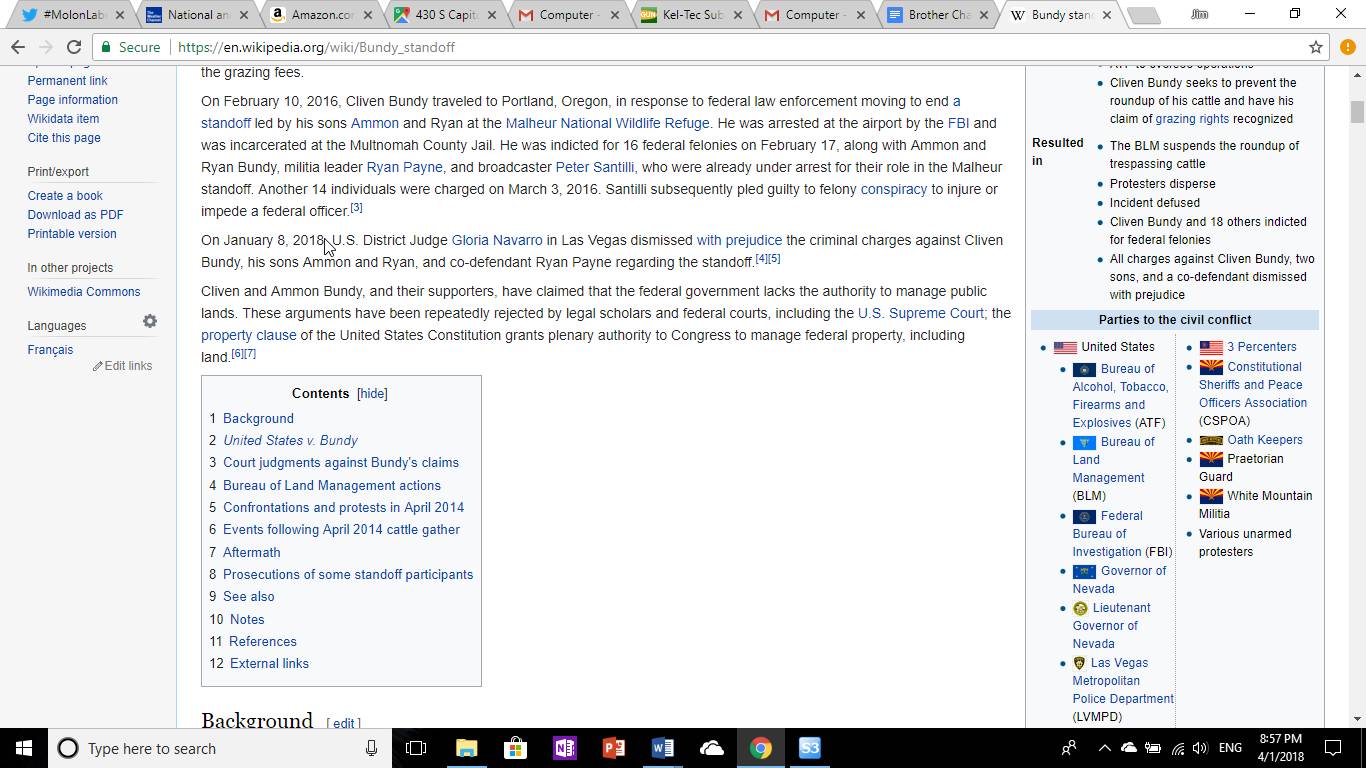 #MolonLab
National an
Amazon.co
430 S Capit
Computer -
Kel-Tec Sub
Computer
Brother Cha
Bundy stan
Jim
Secure
https://en.wikipedia.org/wiki/Bundy_standoff
Permanent link
Page information
Wikidata item
Cite this page
Print/export
Create a book
Download as PDF
Printable version
In other projects
Wikimedia Commons
Languages
Français
Edit links
the grazing fees.
On February 10, 2016, Cliven Bundy traveled to Portland, Oregon, in response to federal law enforcement moving to end a
standoff led by his sons Ammon and Ryan at the Malheur National Wildlife Refuge. He was arrested at the airport by the FBI and
was incarcerated at the Multnomah County Jail. He was indicted for 16 federal felonies on February 17, along with Ammon and
Ryan Bundy, militia leader Ryan Payne, and broadcaster Peter Santilli, who were already under arrest for their role in the Malheur
standoff. Another 14 individuals were charged on March 3, 2016. Santilli subsequently pled guilty to felony conspiracy to injure or
impede a federal officer.[3]
On January 8, 2018, U.S. District Judge Gloria Navarro in Las Vegas dismissed with prejudice the criminal charges against Cliven
Bundy, his sons Ammon and Ryan, and co-defendant Ryan Payne regarding the standoff.[4][5]
Cliven and Ammon Bundy, and their supporters, have claimed that the federal government lacks the authority to manage public
lands. These arguments have been repeatedly rejected by legal scholars and federal courts, including the U.S. Supreme Court; the
property clause of the United States Constitution grants plenary authority to Congress to manage federal property, including
land.[6][7]
Contents [hide]
1 Background
2 United States v. Bundy
3 Court judgments against Bundy's claims
4 Bureau of Land Management actions
5 Confrontations and protests in April 2014
6 Events following April 2014 cattle gather
7 Aftermath
8 Prosecutions of some standoff participants
9 See also
10 Notes
11 References
12 External links
Background [ edit ]
ATF to oversee operations
Cliven Bundy seeks to prevent the
roundup of his cattle and have his
claim of grazing rights recognized
Resulted
in
The BLM suspends the roundup of
trespassing cattle
Protesters disperse
Incident defused
Cliven Bundy and 18 others indicted
for federal felonies
All charges against Cliven Bundy, two
sons, and a co-defendant dismissed
with prejudice
Parties to the civil conflict
United States
Bureau of
Alcohol, Tobacco,
Firearms and
Explosives (ATF)
Bureau of
Land
Management
(BLM)
Federal
Bureau of
Investigation (FBI)
Governor of
Nevada
Lieutenant
Governor of
Nevada
Las Vegas
Metropolitan
Police Department
(LVMPD)
3 Percenters
Constitutional
Sheriffs and Peace
Officers Association
(CSPOA)
Oath Keepers
Praetorian
Guard
White Mountain
Militia
Various unarmed
protesters
Type here to search
S3
ENG
8:57 PM
4/1/2018